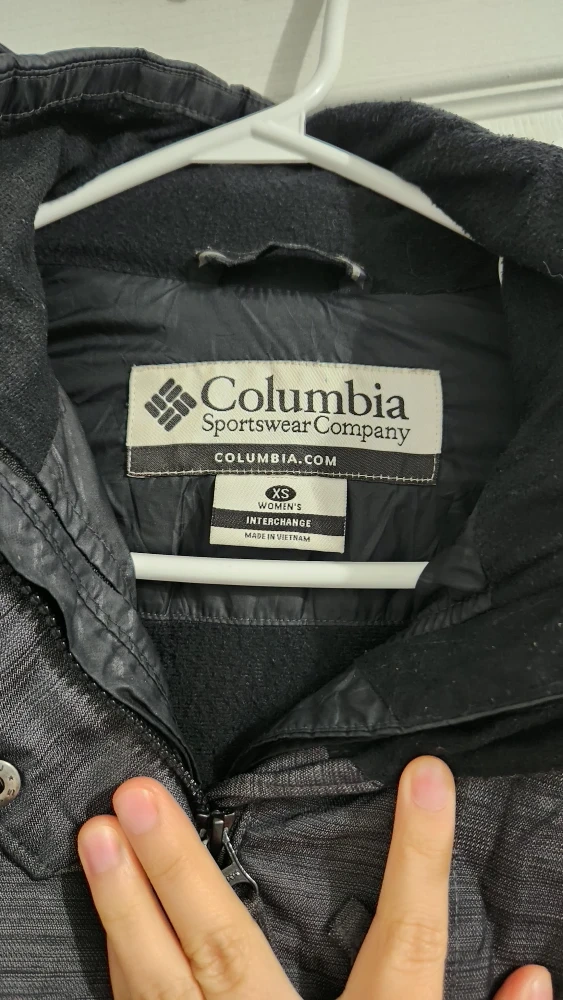 Columbia
Sportswear Company
COLUMBIA.COM
XS
WOMEN'S
INTERCHANGE
MADE IN VIETNAM